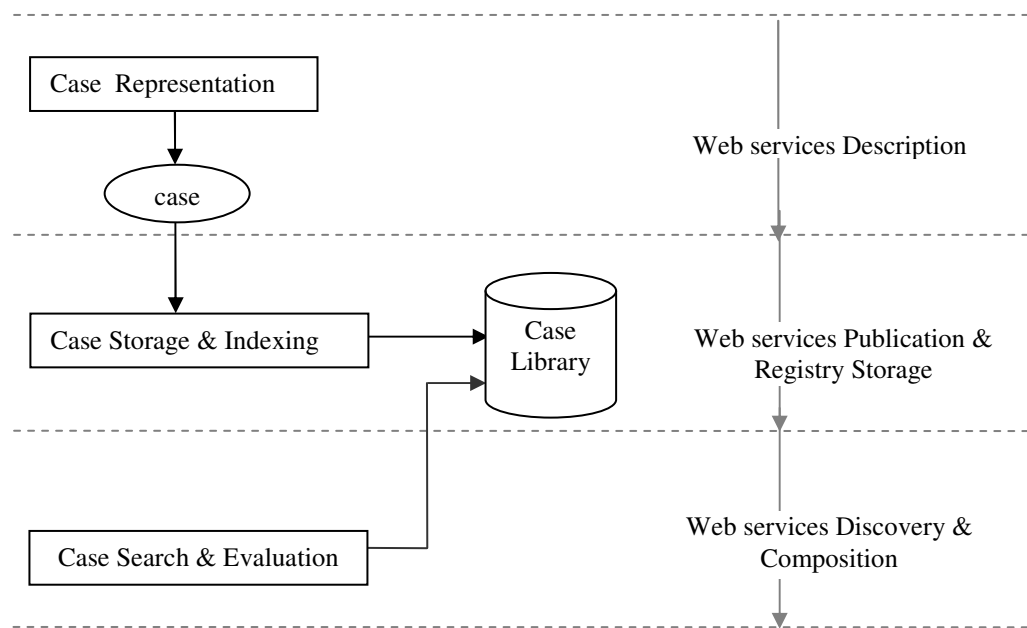 Case Representation
Web services Description
case
Case Storage & Indexing
Case
Library
Web services Publication &
Registry Storage
Case Search & Evaluation
Web services Discovery &
Composition